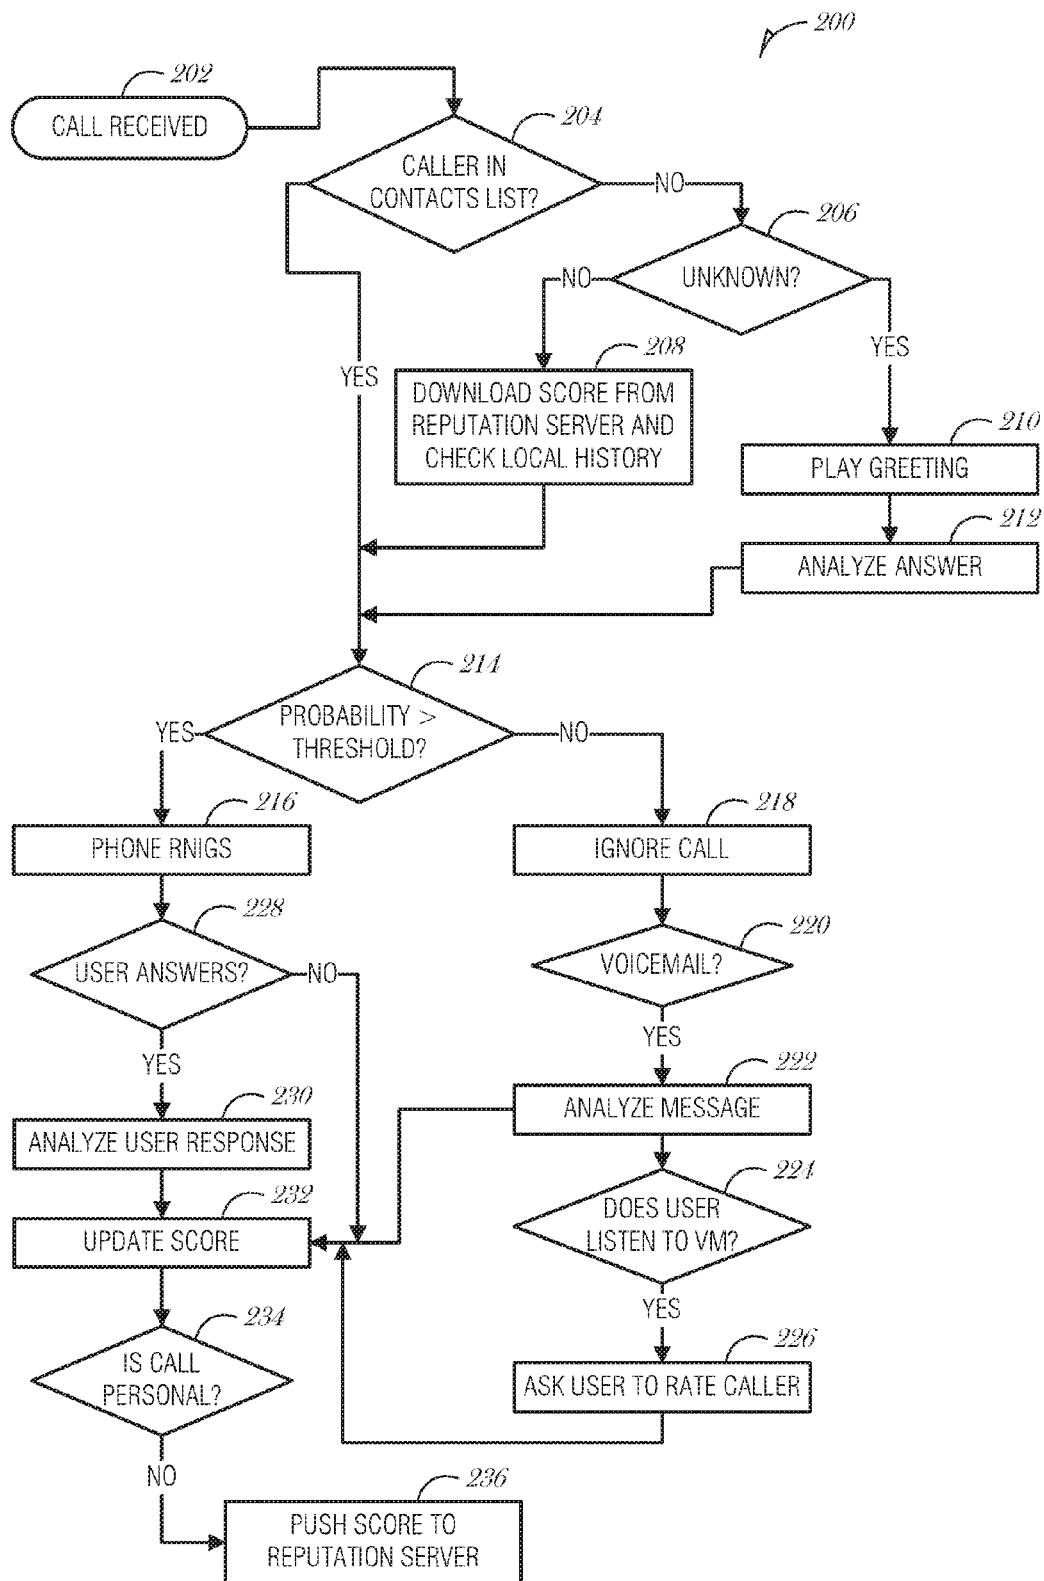 200
202
CALL RECEIVED
204
CALLER IN
CONTACTS LIST?
NO
206
UNKNOWN?
NO
YES
YES
208
DOWNLOAD SCORE FROM
REPUTATION SERVER AND
CHECK LOCAL HISTORY
210
PLAY GREETING
212
ANALYZE ANSWER
214
PROBABILITY >
THRESHOLD?
YES
NO
216
PHONE RNIGS
218
IGNORE CALL
228
USER ANSWERS?
NO
220
VOICEMAIL?
YES
YES
222
ANALYZE MESSAGE
230
ANALYZE USER RESPONSE
224
DOES USER
LISTEN TO VM?
232
UPDATE SCORE
YES
234
IS CALL
PERSONAL?
226
ASK USER TO RATE CALLER
NO
236
PUSH SCORE TO
REPUTATION SERVER